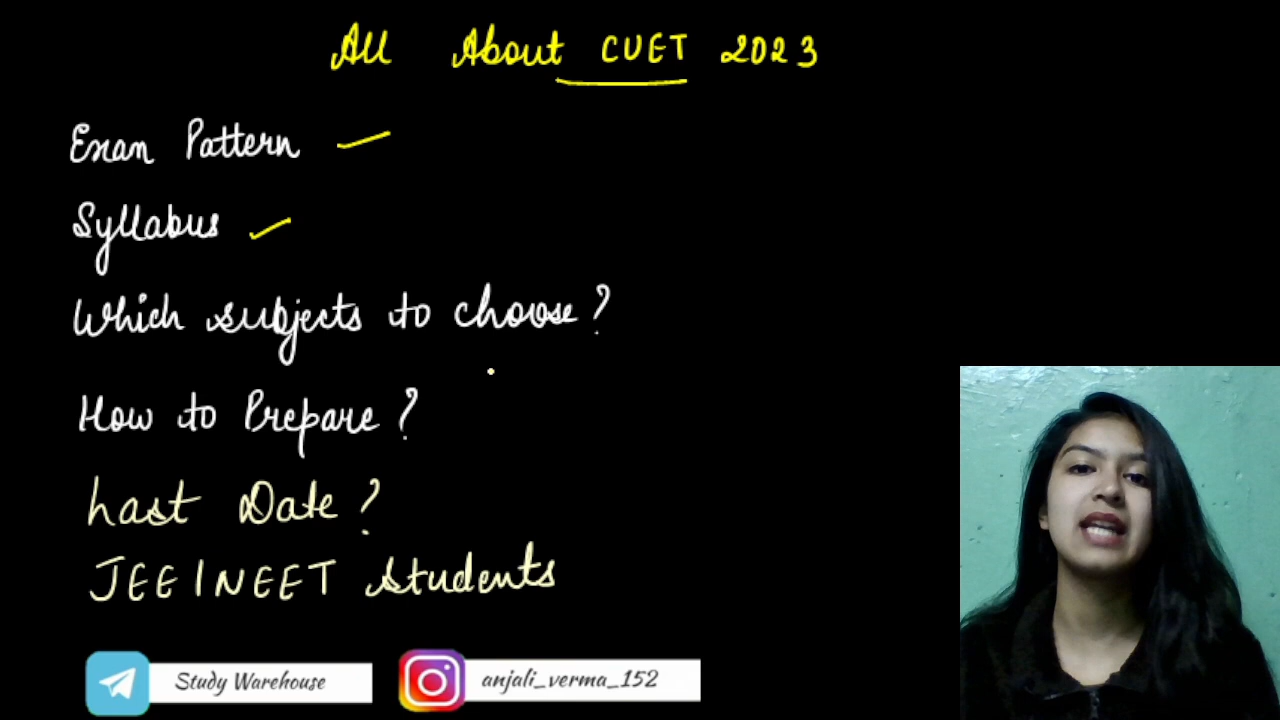 All About CUET 2023
Exam Pattern
Syllabus
Which subjects to choose?
How to Prepare?
Last Date?
JEE/NEET Students
Study Warehouse
anjali_verma_152